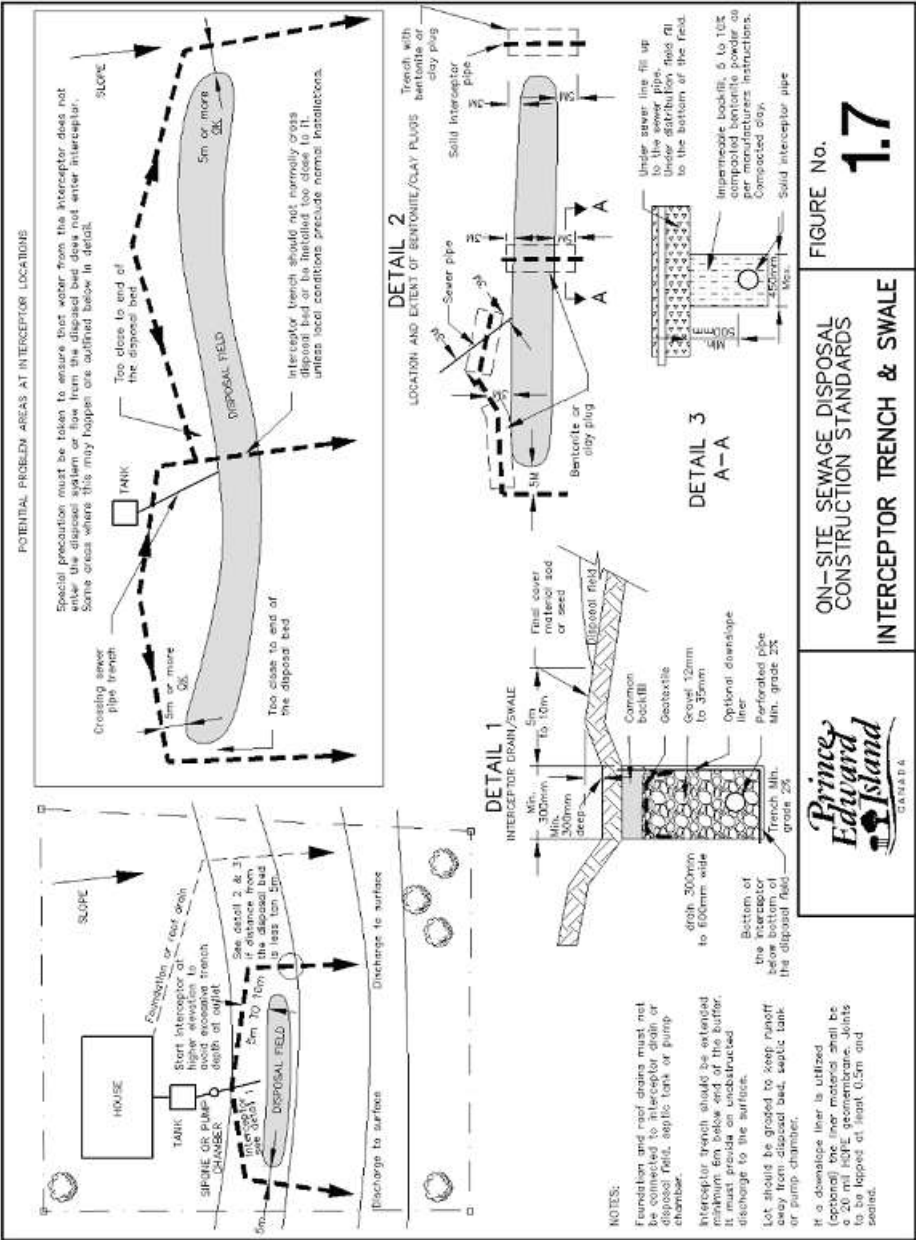 POTENTIAL PROBLEM AREAS AT INTERCEPTOR LOCATIONS
Special precaution must be taken to ensure that water from the interceptor does not
enter the disposal system or flow from the disposal bed does not enter interceptor.
Some areas where this may happen are outlined below in detail.
SLOPE
Crossing sewer
pipe trench
TANK
Too close to end of
the disposal bed
5m or more
OK
DISPOSAL FIELD
5m or more
OK
Too close to end of
the disposal bed
Interceptor trench should not normally cross
disposal bed or be installed too close to it.
unless local conditions preclude normal installations.
SLOPE
HOUSE
Foundation or roof drain
TANK
Start Interceptor at
higher elevation to
avoid excessive trench
depth at outlet
SIPONE OR PUMP
CHAMBER
Interceptor
see detail 1
5m TO 10m
See detail 2 & 3
if distance from
the disposal bed
is less tan 5m
5m
DISPOSAL FIELD
Discharge to surface
Discharge to surface
DETAIL 1
INTERCEPTOR DRAIN/SWALE
Min.
300mm
Min.
300mm
deep
5m
to 10m
Final cover
material sod
or seed
Disposal field
Common
backfill
Geotextile
Gravel 12mm
to 35mm
Optional downslope
liner
Perforated pipe
Min. grade 2%
drain 300mm
to 600mm wide
Bottom of
the interceptor
below bottom of
the disposal field
Trench Min.
grade 2%
DETAIL 2
LOCATION AND EXTENT OF BENTONITE/CLAY PLUGS
Sewer pipe
Solid Interceptor
pipe
Trench with
bentonite or
clay plug
3M
5M
3M
5M
5M
Bentonite or
clay plug
A
A
DETAIL 3
A-A
Under sewer line fill up
to the sewer pipe.
Under distribution field fill
to the bottom of the field.
Impermeable backfill, 5 to 10%
compacted bentonite powder as
per manufacturers instructions.
Compacted clay.
Solid interceptor pipe
Min.
500mm
450mm
Max.
NOTES:
Foundation and roof drains must not
be connected to interceptor drain or
disposal field, septic tank or pump
chamber.
Interceptor trench should be extended
minimum 6m below end of the buffer.
It must provide an unobstructed
discharge to the surface.
Lot should be graded to keep runoff
away from disposal bed, septic tank
or pump chamber.
If a downslope liner is utilized
(optional) the liner material shall be
a 20 mil HDPE geomembrane. Joints
to be lapped at least 0.5m and
sealed.
Prince
Edward
Island
CANADA
ON-SITE SEWAGE DISPOSAL
CONSTRUCTION STANDARDS
INTERCEPTOR TRENCH & SWALE
FIGURE No.
1.7